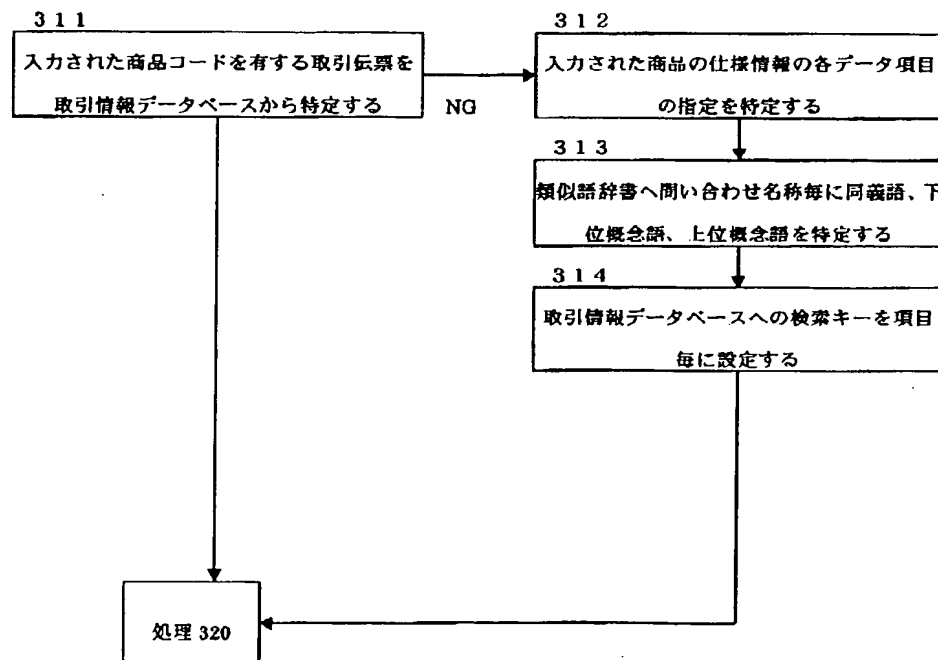 311
入力された商品コードを有する取引伝票を
取引情報データベースから特定する
NG
312
入力された商品の仕様情報の各データ項目
の指定を特定する
313
類似語辞書へ問い合わせ名称毎に同義語、下
位概念語、上位概念語を特定する
314
取引情報データベースへの検索キーを項目
毎に設定する
処理 320